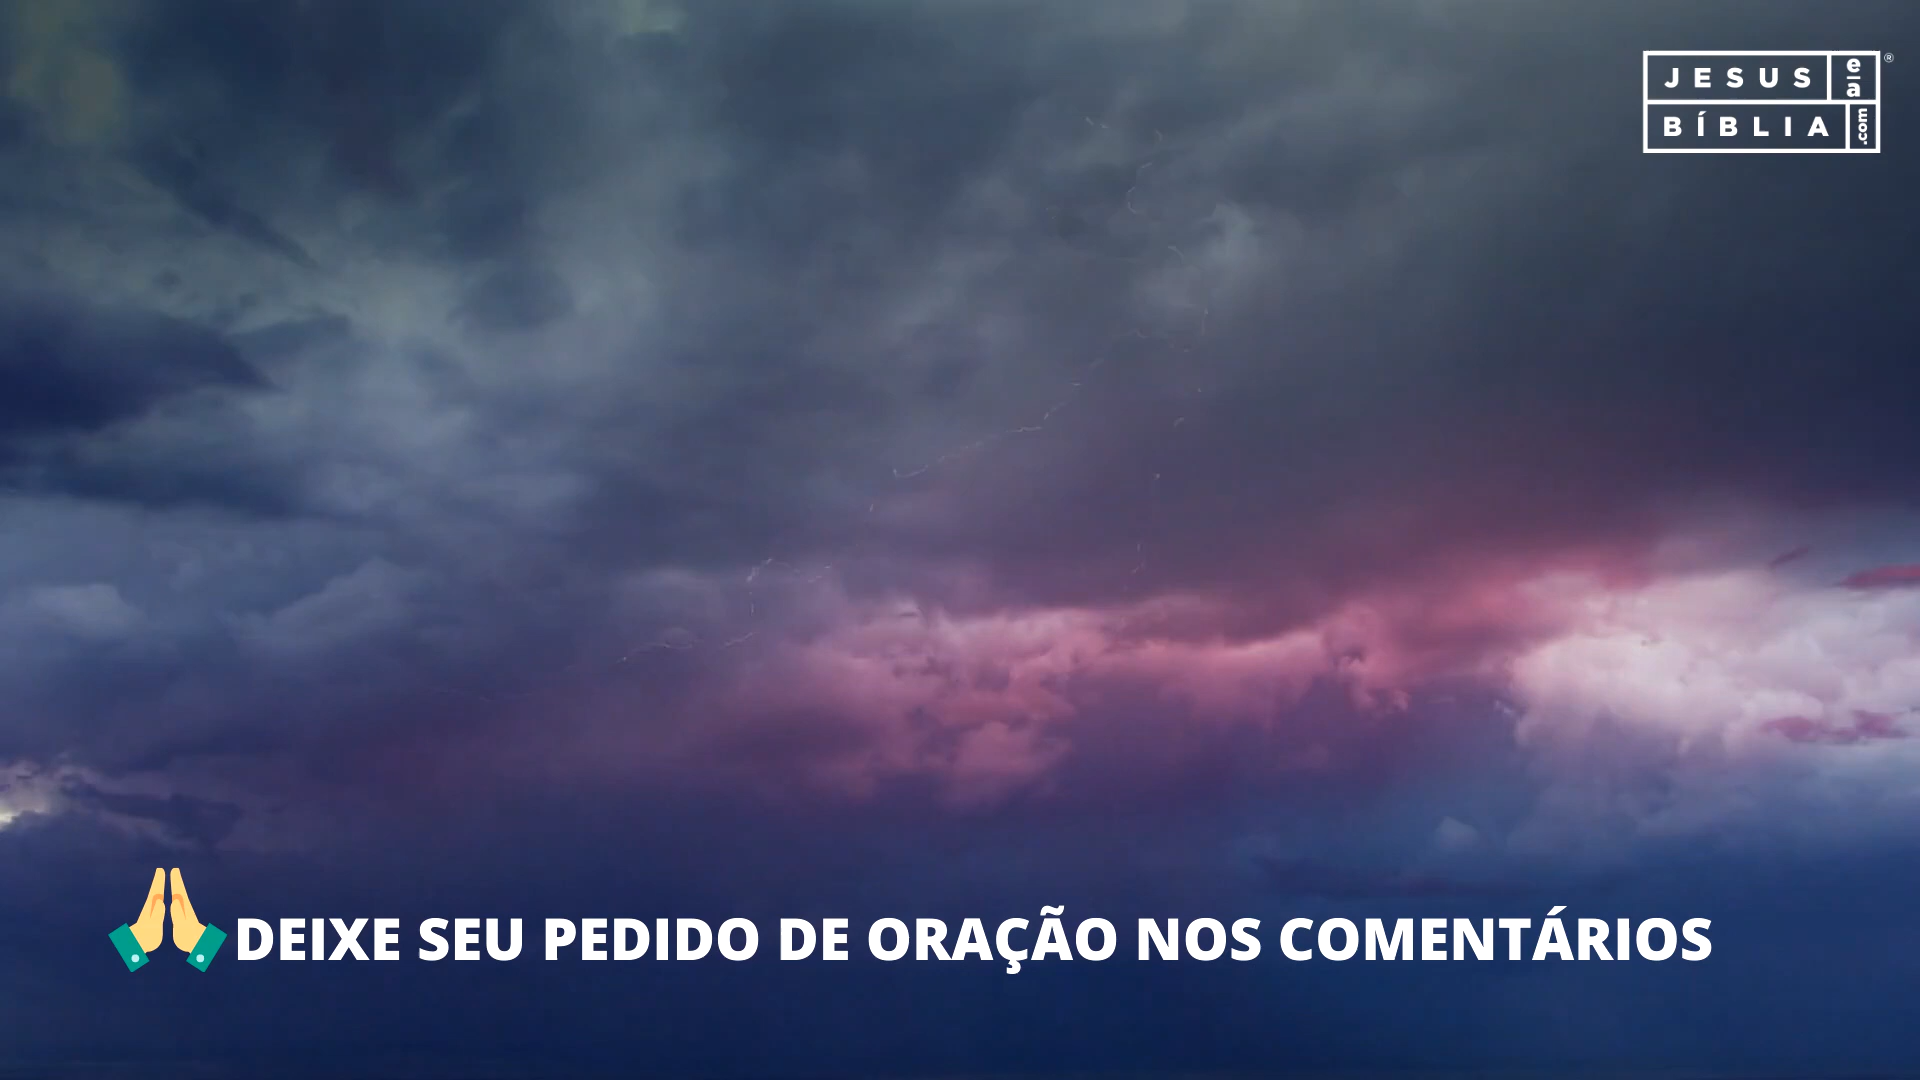 JESUS e a
BÍBLIA .com
®
DEIXE SEU PEDIDO DE ORAÇÃO NOS COMENTÁRIOS